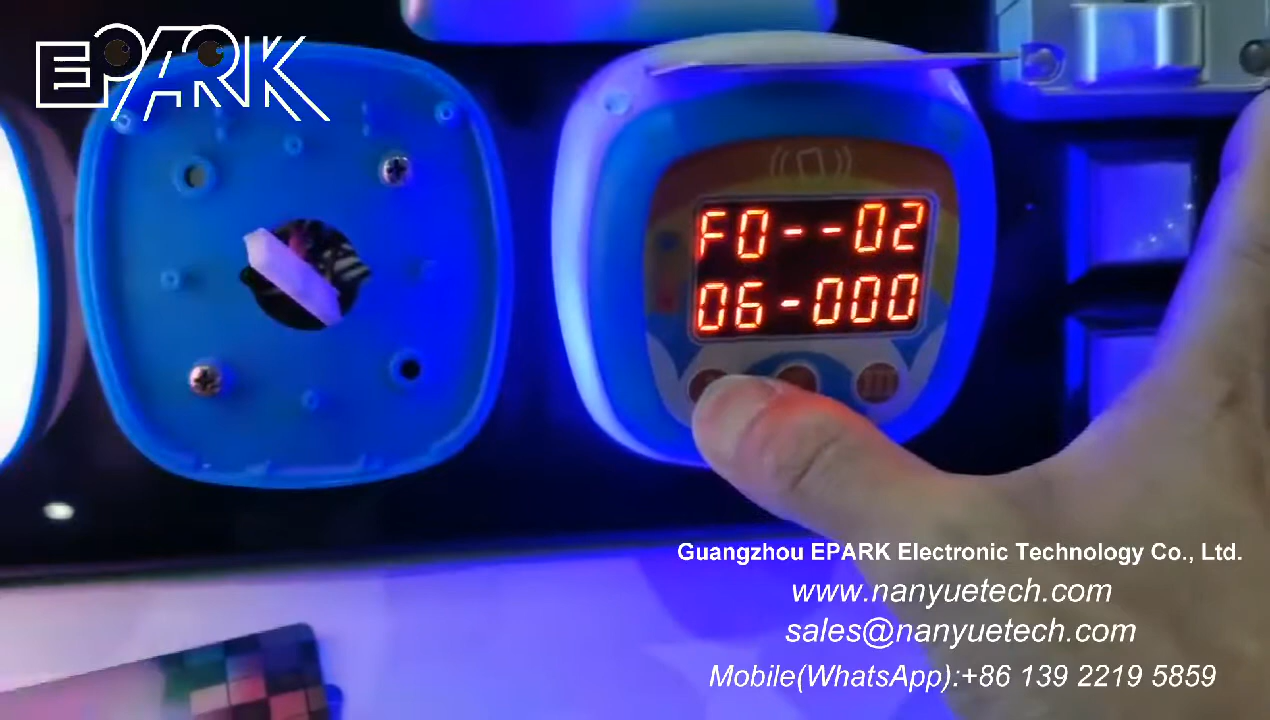 EPARK
F0--02
06-000
Guangzhou EPARK Electronic Technology Co., Ltd.
www.nanyuetech.com
sales@nanyuetech.com
Mobile(WhatsApp):+86 139 2219 5859